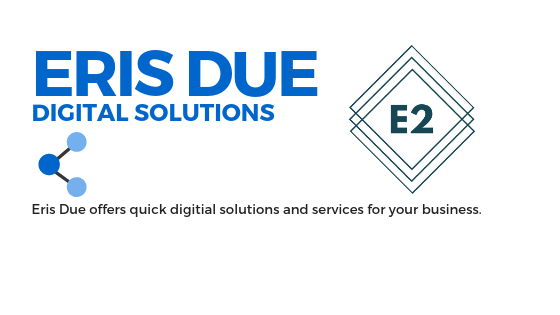 ERIS DUE
DIGITAL SOLUTIONS
E2
Eris Due offers quick digitial solutions and services for your business.